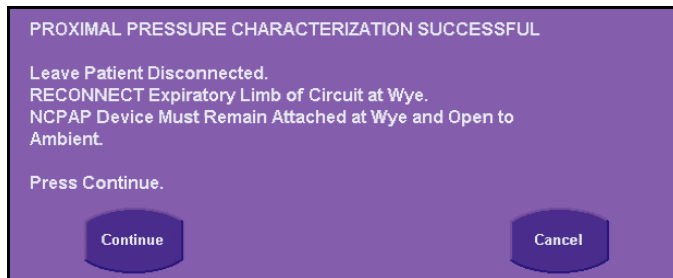 PROXIMAL PRESSURE CHARACTERIZATION SUCCESSFUL
Leave Patient Disconnected.
RECONNECT Expiratory Limb of Circuit at Wye.
NCPAP Device Must Remain Attached at Wye and Open to
Ambient.
Press Continue.
Continue
Cancel